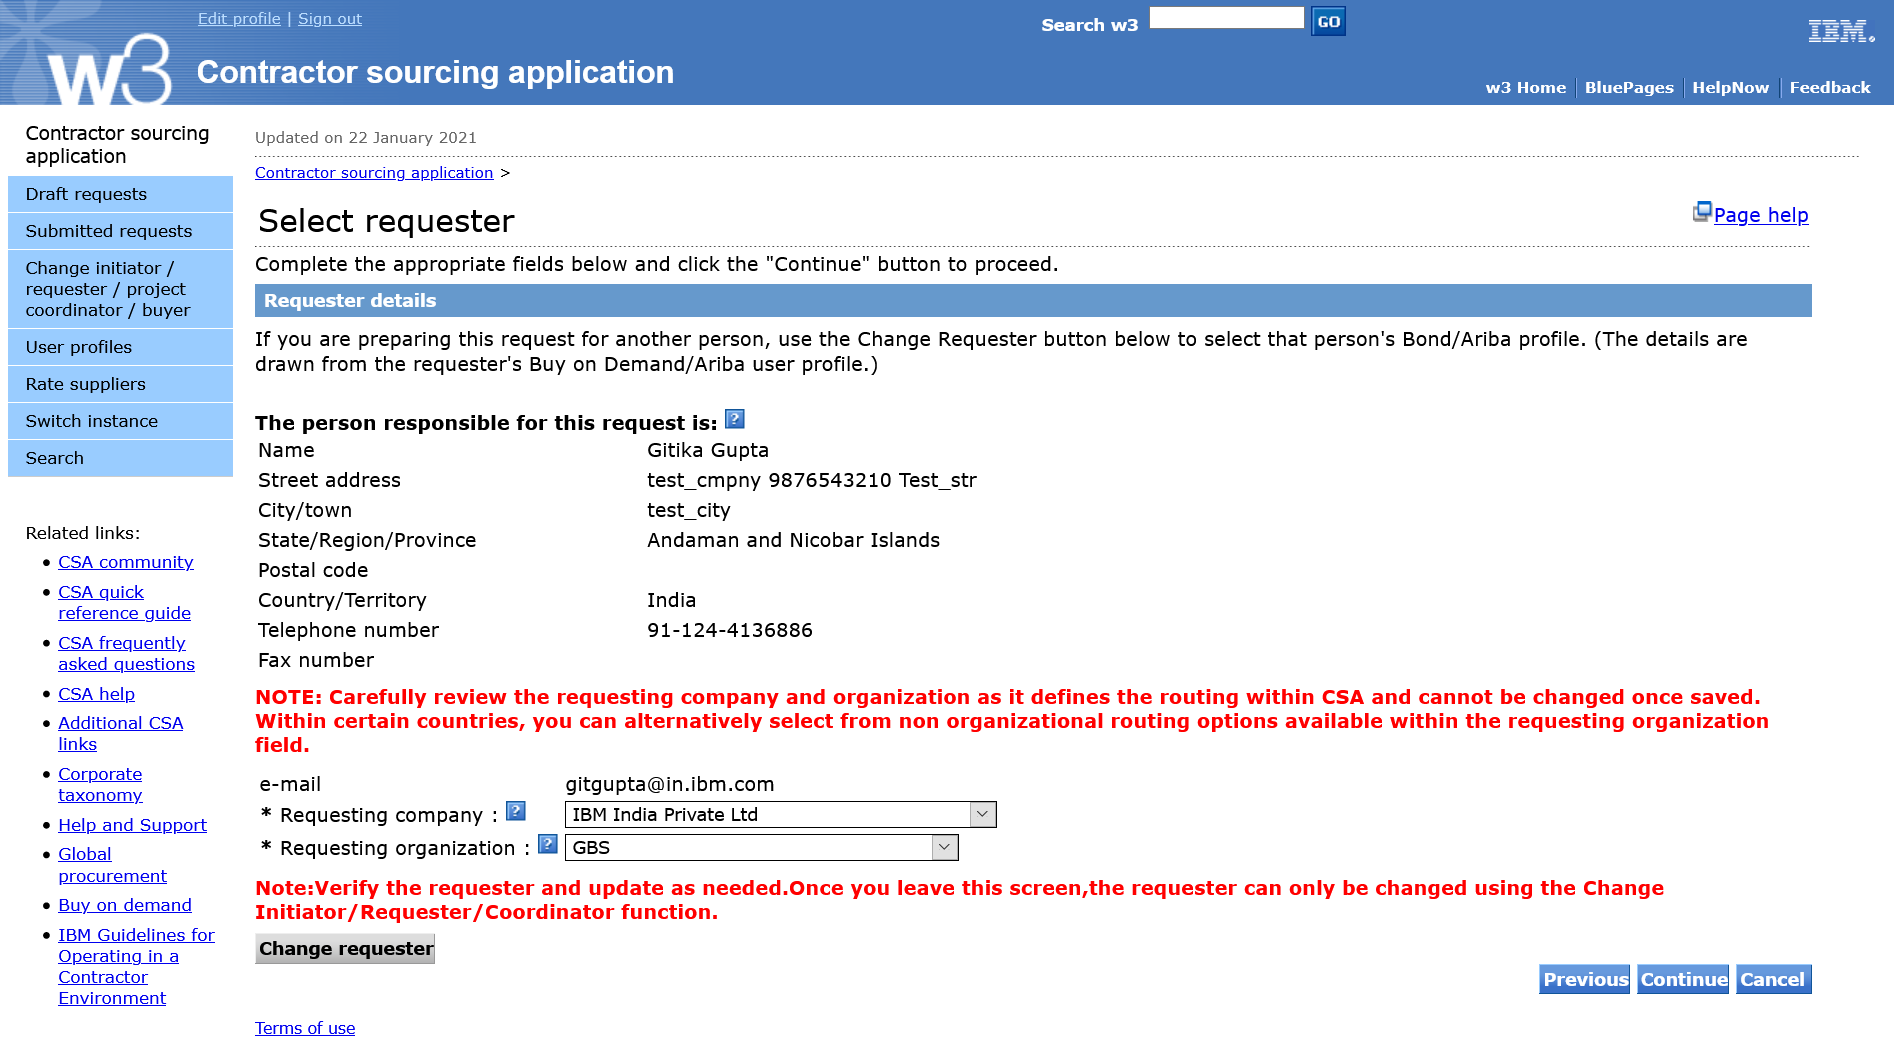 Edit profile | Sign out
Search w3
GO
IBM.
w3
Contractor sourcing application
w3 Home | BluePages | HelpNow | Feedback
Contractor sourcing
application
Draft requests
Submitted requests
Change initiator /
requester / project
coordinator / buyer
User profiles
Rate suppliers
Switch instance
Search
Related links:
• CSA community
• CSA quick
reference guide
• CSA frequently
asked questions
• CSA help
• Additional CSA
links
• Corporate
taxonomy
• Help and Support
• Global
procurement
• Buy on demand
• IBM Guidelines for
Operating in a
Contractor
Environment
Updated on 22 January 2021
Contractor sourcing application >
Select requester
Page help
Complete the appropriate fields below and click the "Continue" button to proceed.
Requester details
If you are preparing this request for another person, use the Change Requester button below to select that person's Bond/Ariba profile. (The details are
drawn from the requester's Buy on Demand/Ariba user profile.)
The person responsible for this request is: ?
Name Gitika Gupta
Street address test_cmpny 9876543210 Test_str
City/town test_city
State/Region/Province Andaman and Nicobar Islands
Postal code
Country/Territory India
Telephone number 91-124-4136886
Fax number
NOTE: Carefully review the requesting company and organization as it defines the routing within CSA and cannot be changed once saved.
Within certain countries, you can alternatively select from non organizational routing options available within the requesting organization
field.
e-mail gitgupta@in.ibm.com
* Requesting company : ? IBM India Private Ltd
* Requesting organization : ? GBS
Note:Verify the requester and update as needed.Once you leave this screen,the requester can only be changed using the Change
Initiator/Requester/Coordinator function.
Change requester
Previous Continue Cancel
Terms of use